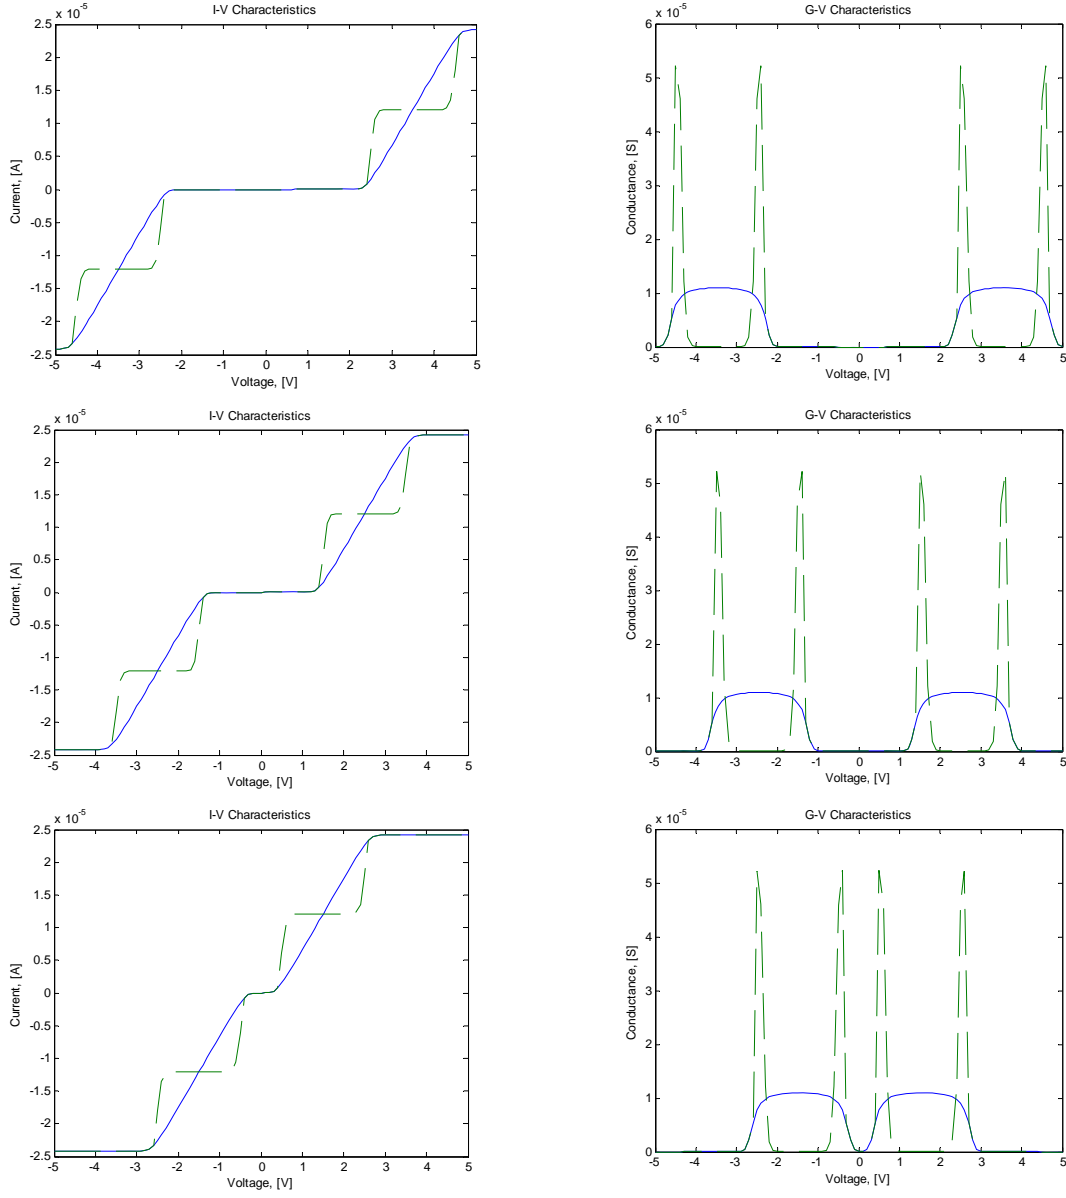 I-V Characteristics
x 10^-5
2.5
2
1.5
1
0.5
0
-0.5
-1
-1.5
-2
-2.5
Current, [A]
-5 -4 -3 -2 -1 0 1 2 3 4 5
Voltage, [V]
G-V Characteristics
x 10^-5
6
5
4
3
2
1
0
Conductance, [S]
-5 -4 -3 -2 -1 0 1 2 3 4 5
Voltage, [V]
I-V Characteristics
x 10^-5
2.5
2
1.5
1
0.5
0
-0.5
-1
-1.5
-2
-2.5
Current, [A]
-5 -4 -3 -2 -1 0 1 2 3 4 5
Voltage, [V]
G-V Characteristics
x 10^-5
6
5
4
3
2
1
0
Conductance, [S]
-5 -4 -3 -2 -1 0 1 2 3 4 5
Voltage, [V]
I-V Characteristics
x 10^-5
2.5
2
1.5
1
0.5
0
-0.5
-1
-1.5
-2
-2.5
Current, [A]
-5 -4 -3 -2 -1 0 1 2 3 4 5
Voltage, [V]
G-V Characteristics
x 10^-5
6
5
4
3
2
1
0
Conductance, [S]
-5 -4 -3 -2 -1 0 1 2 3 4 5
Voltage, [V]